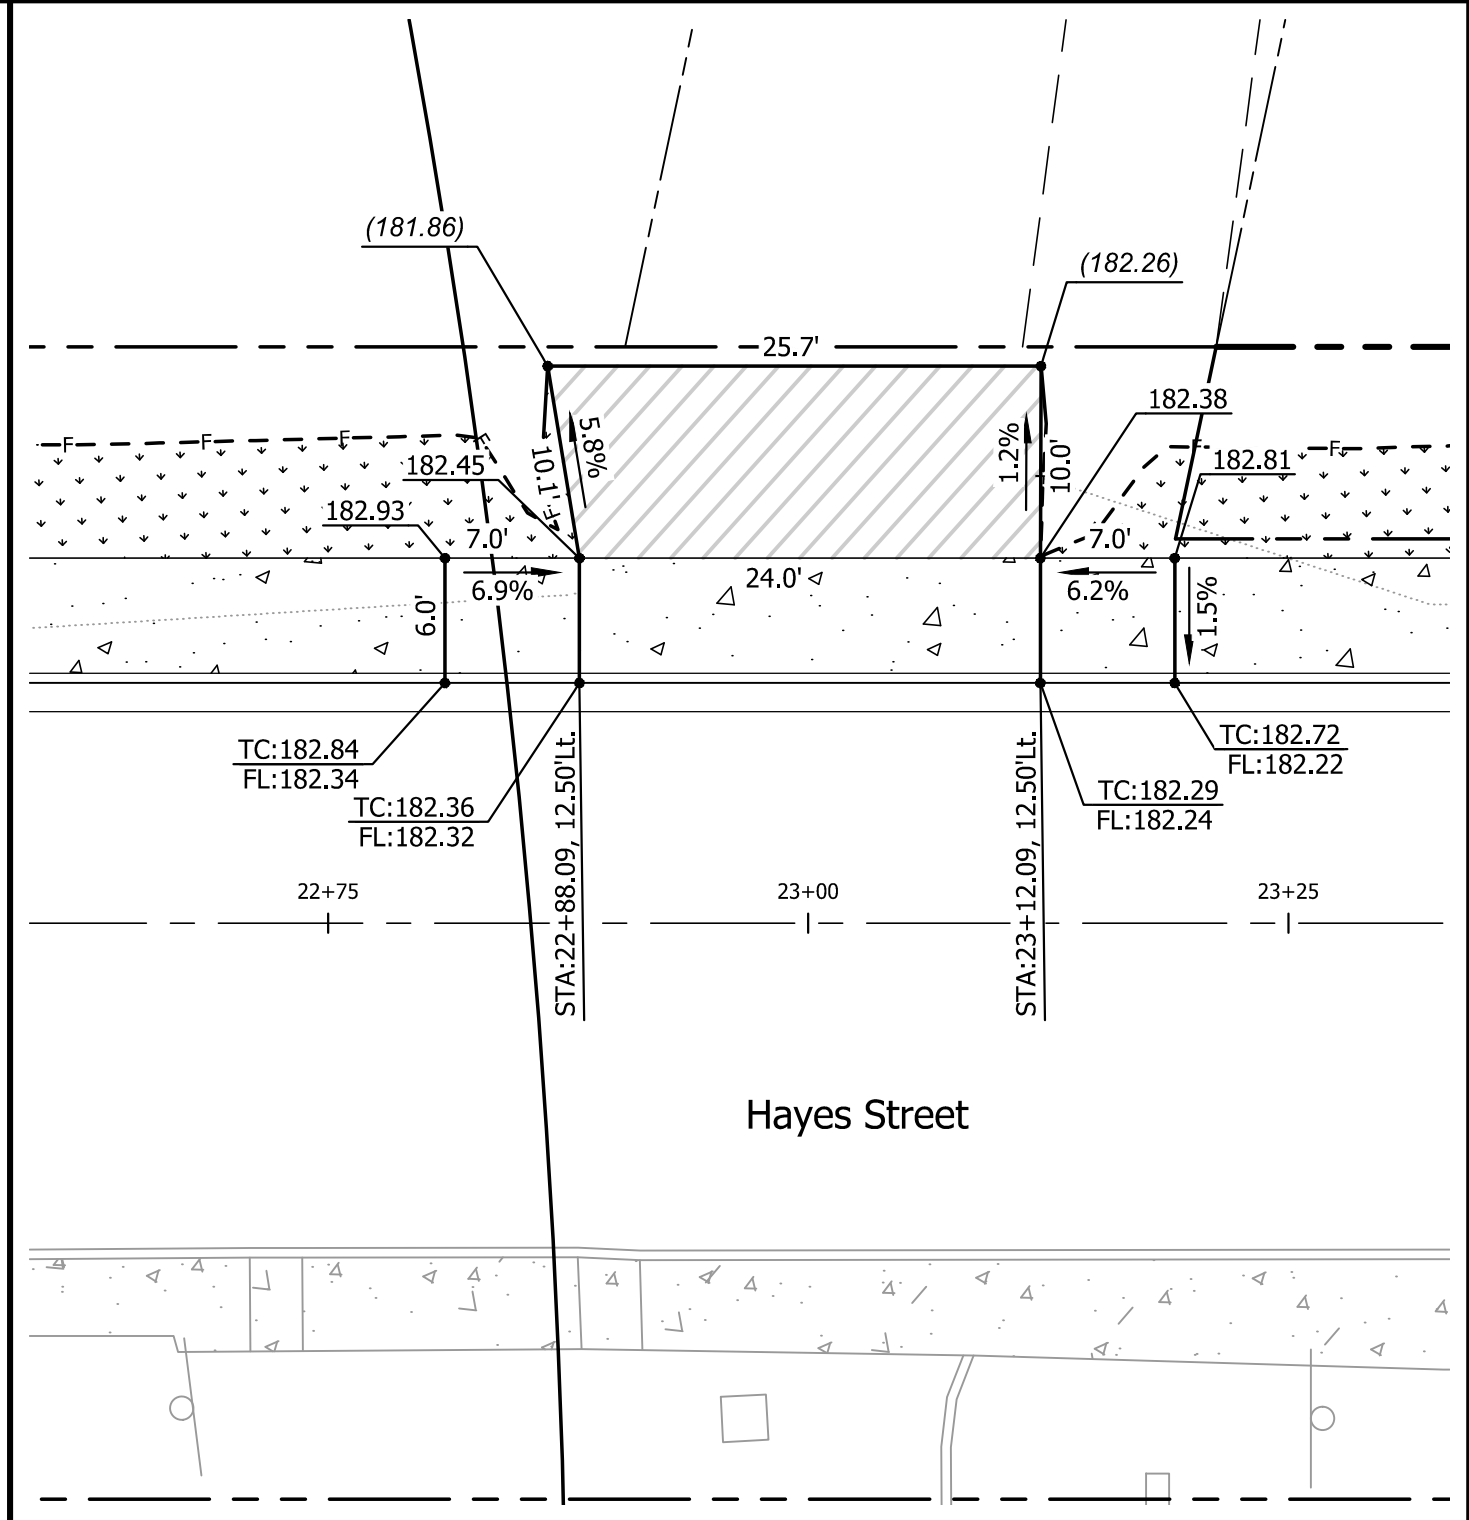 (181.86)
(182.26)
25.7'
182.38
5.8%
1.2%
10.0'
10.1'
F
F
F
F
F
F
F
182.45
182.81
182.93
7.0'
7.0'
24.0'
6.9%
6.2%
6.0'
1.5%
TC:182.84
FL:182.34
TC:182.72
FL:182.22
TC:182.36
FL:182.32
TC:182.29
FL:182.24
STA:22+88.09, 12.50'Lt.
STA:23+12.09, 12.50'Lt.
22+75
23+00
23+25
Hayes Street